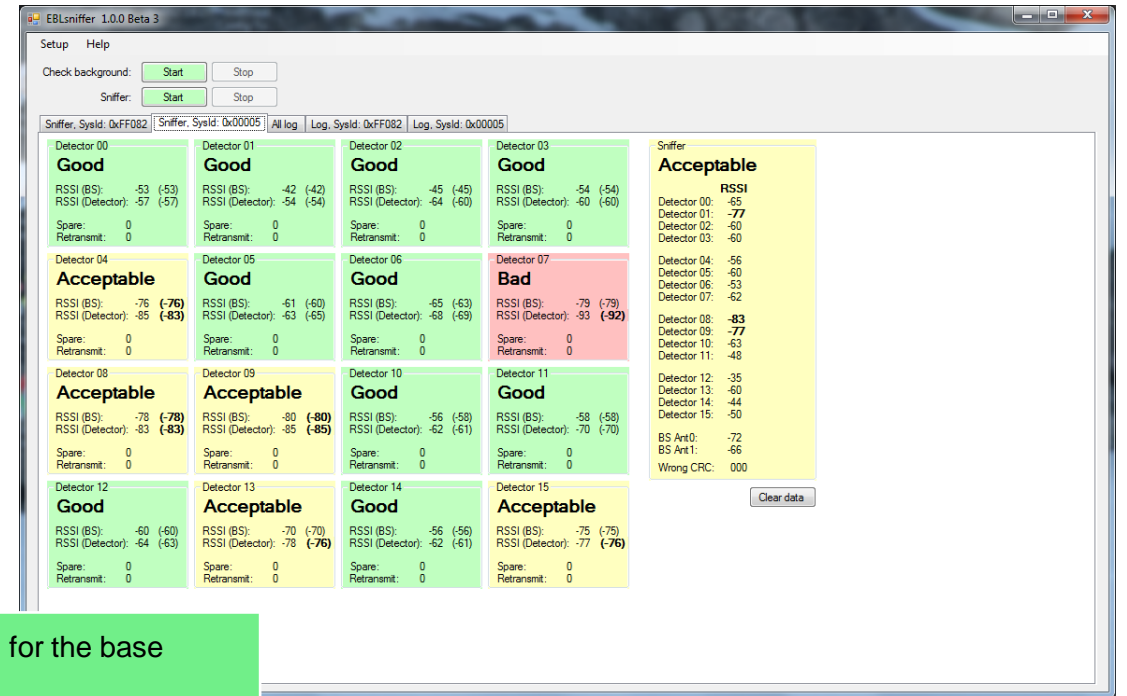 EBLsniffer 1.0.0 Beta 3
Setup Help
Check background: Start Stop
Sniffer: Start Stop
Sniffer, SysId: 0xFF082 Sniffer, SysId: 0x00005 All log Log, SysId: 0xFF082 Log, SysId: 0x00005
Detector 00
Good
RSSI (BS): -53 (-53)
RSSI (Detector): -57 (-57)
Spare: 0
Retransmit: 0
Detector 01
Good
RSSI (BS): -42 (-42)
RSSI (Detector): -54 (-54)
Spare: 0
Retransmit: 0
Detector 02
Good
RSSI (BS): -45 (-45)
RSSI (Detector): -64 (-60)
Spare: 0
Retransmit: 0
Detector 03
Good
RSSI (BS): -54 (-54)
RSSI (Detector): -60 (-60)
Spare: 0
Retransmit: 0
Detector 04
Acceptable
RSSI (BS): -76 (-76)
RSSI (Detector): -85 (-83)
Spare: 0
Retransmit: 0
Detector 05
Good
RSSI (BS): -61 (-60)
RSSI (Detector): -63 (-65)
Spare: 0
Retransmit: 0
Detector 06
Good
RSSI (BS): -65 (-63)
RSSI (Detector): -68 (-69)
Spare: 0
Retransmit: 0
Detector 07
Bad
RSSI (BS): -79 (-79)
RSSI (Detector): -93 (-92)
Spare: 0
Retransmit: 0
Detector 08
Acceptable
RSSI (BS): -78 (-78)
RSSI (Detector): -83 (-83)
Spare: 0
Retransmit: 0
Detector 09
Acceptable
RSSI (BS): -80 (-80)
RSSI (Detector): -85 (-85)
Spare: 0
Retransmit: 0
Detector 10
Good
RSSI (BS): -56 (-58)
RSSI (Detector): -62 (-61)
Spare: 0
Retransmit: 0
Detector 11
Good
RSSI (BS): -58 (-58)
RSSI (Detector): -70 (-70)
Spare: 0
Retransmit: 0
Detector 12
Good
RSSI (BS): -60 (-60)
RSSI (Detector): -64 (-63)
Spare: 0
Retransmit: 0
Detector 13
Acceptable
RSSI (BS): -70 (-70)
RSSI (Detector): -78 (-76)
Spare: 0
Retransmit: 0
Detector 14
Good
RSSI (BS): -56 (-56)
RSSI (Detector): -62 (-61)
Spare: 0
Retransmit: 0
Detector 15
Acceptable
RSSI (BS): -75 (-75)
RSSI (Detector): -77 (-76)
Spare: 0
Retransmit: 0
Sniffer
Acceptable
RSSI
Detector 00: -65
Detector 01: -77
Detector 02: -60
Detector 03: -60
Detector 04: -56
Detector 05: -60
Detector 06: -53
Detector 07: -62
Detector 08: -83
Detector 09: -77
Detector 10: -63
Detector 11: -48
Detector 12: -35
Detector 13: -60
Detector 14: -44
Detector 15: -50
BS Ant0: -72
BS Ant1: -66
Wrong CRC: 000
Clear data
for the base